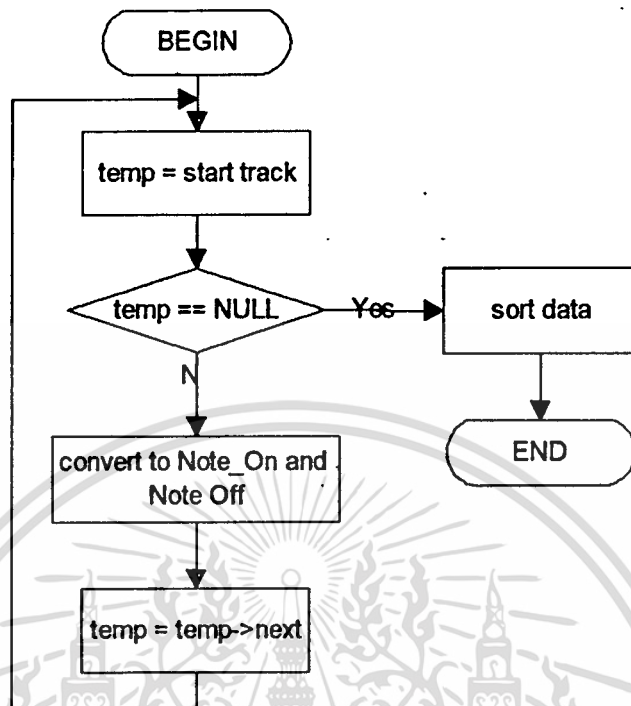 BEGIN
temp = start track
temp == NULL
Yes
sort data
N
END
convert to Note_On and
Note Off
temp = temp->next